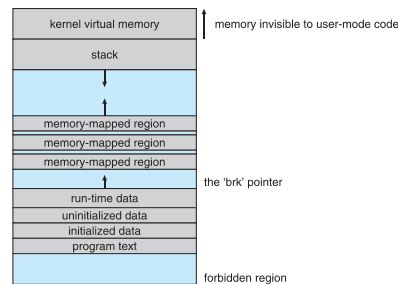 kernel virtual memory
memory invisible to user-mode code
stack
memory-mapped region
memory-mapped region
memory-mapped region
the 'brk' pointer
run-time data
uninitialized data
initialized data
program text
forbidden region